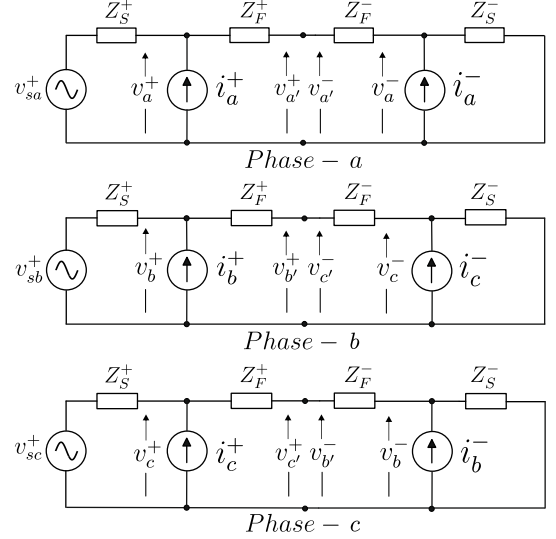 Z_S^+ Z_F^+ Z_F^- Z_S^-
v_{sa}^+ v_a^+ i_a^+ v_{a'}^+ v_{a'}^- v_a^- i_a^-
Phase - a
Z_S^+ Z_F^+ Z_F^- Z_S^-
v_{sb}^+ v_b^+ i_b^+ v_{b'}^+ v_{c'}^- v_c^- i_c^-
Phase - b
Z_S^+ Z_F^+ Z_F^- Z_S^-
v_{sc}^+ v_c^+ i_c^+ v_{c'}^+ v_{b'}^- v_b^- i_b^-
Phase - c